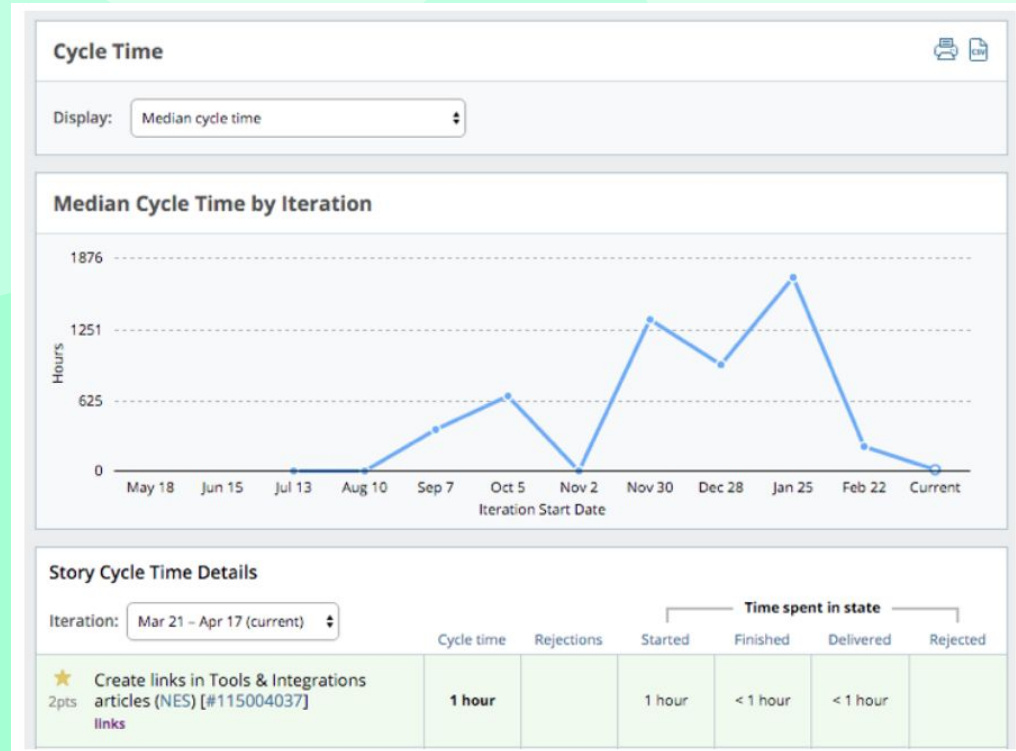 Cycle Time
CSV
Display: Median cycle time
Median Cycle Time by Iteration
1876
1251
625
0
Hours
May 18 Jun 15 Jul 13 Aug 10 Sep 7 Oct 5 Nov 2 Nov 30 Dec 28 Jan 25 Feb 22 Current
Iteration Start Date
Story Cycle Time Details
Iteration: Mar 21 – Apr 17 (current)
Time spent in state
Cycle time Rejections Started Finished Delivered Rejected
Create links in Tools & Integrations
2pts articles (NES) [#115004037]
links
1 hour 1 hour < 1 hour < 1 hour